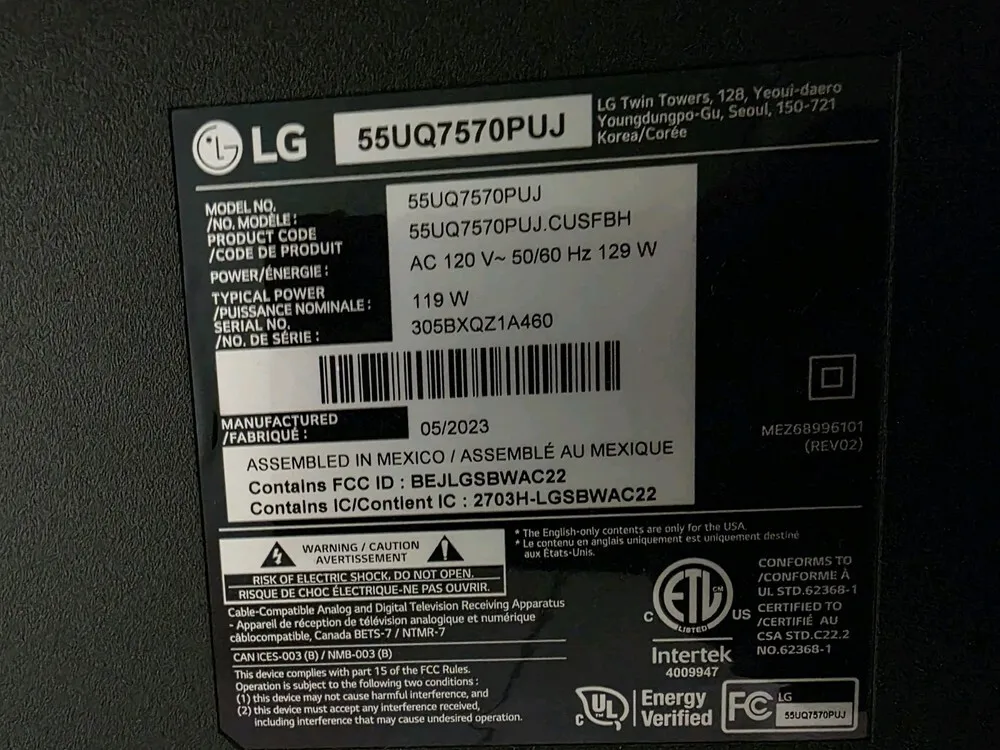 LG
55UQ7570PUJ
LG Twin Towers, 128, Yeoui-daero
Youngdungpo-Gu, Seoul, 150-721
Korea/Corée
MODEL NO.
/NO. MODÈLE :
55UQ7570PUJ
PRODUCT CODE
/CODE DE PRODUIT
55UQ7570PUJ.CUSFBH
POWER/ÉNERGIE :
AC 120 V~ 50/60 Hz 129 W
TYPICAL POWER
/PUISSANCE NOMINALE :
119 W
SERIAL NO.
/NO. DE SÉRIE :
305BXQZ1A460
MANUFACTURED
/FABRIQUÉ :
05/2023
ASSEMBLED IN MEXICO / ASSEMBLÉ AU MEXIQUE
Contains FCC ID : BEJLGSBWAC22
Contains IC/Contient IC : 2703H-LGSBWAC22
MEZ68996101
(REV02)
WARNING / CAUTION
AVERTISSEMENT
RISK OF ELECTRIC SHOCK, DO NOT OPEN.
RISQUE DE CHOC ÉLECTRIQUE-NE PAS OUVRIR.
* The English-only contents are only for the USA.
* Le contenu en anglais uniquement est uniquement destiné
aux États-Unis.
Cable-Compatible Analog and Digital Television Receiving Apparatus
- Appareil de réception de télévision analogique et numérique
câblocompatible, Canada BETS-7 / NTMR-7
CAN ICES-003 (B) / NMB-003 (B)
This device complies with part 15 of the FCC Rules.
Operation is subject to the following two conditions :
(1) this device may not cause harmful interference, and
(2) this device must accept any interference received,
including interference that may cause undesired operation.
ETL CM
LISTED
C US
Intertek
4009947
CONFORMS TO
/CONFORME À
UL STD.62368-1
CERTIFIED TO
/CERTIFIÉ AU
CSA STD.C22.2
NO.62368-1
C UL
Energy
Verified
FC LG
55UQ7570PUJ